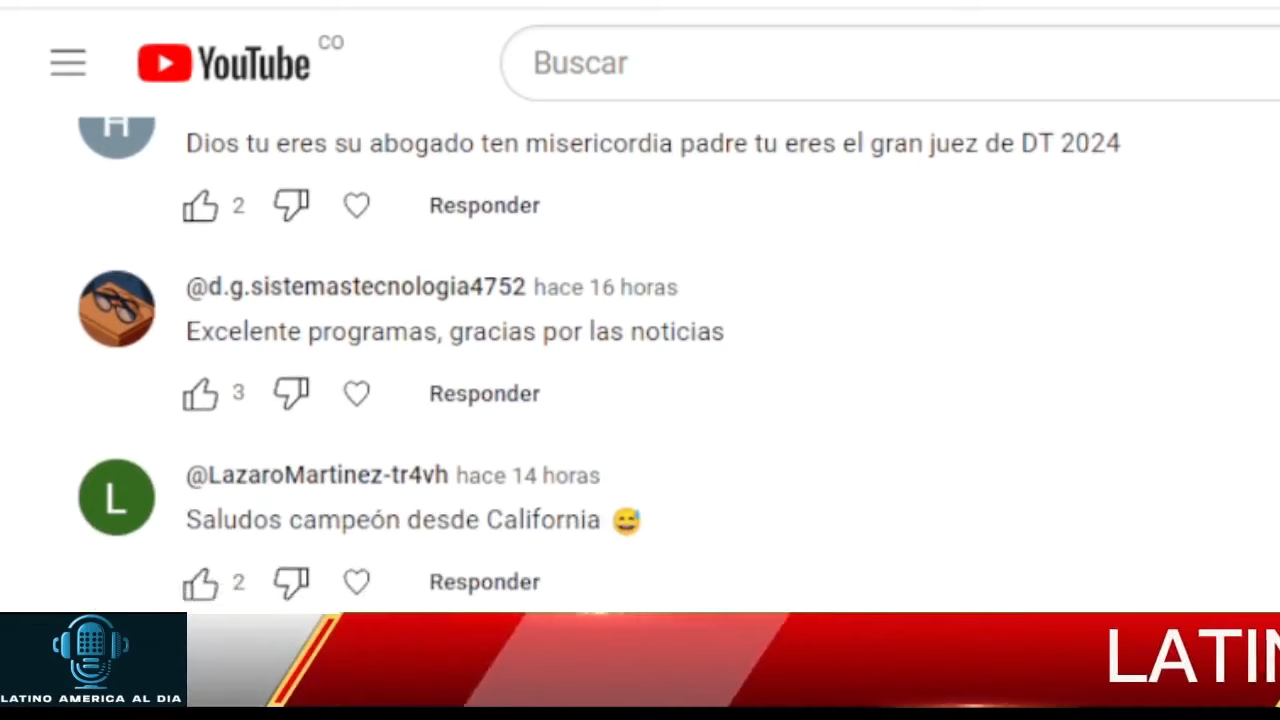 YouTube CO
Buscar
H
Dios tu eres su abogado ten misericordia padre tu eres el gran juez de DT 2024
2 Responder
@d.g.sistemastecnologia4752 hace 16 horas
Excelente programas, gracias por las noticias
3 Responder
@LazaroMartinez-tr4vh hace 14 horas
L
Saludos campeón desde California 😅
2 Responder
LATIN
LATINO AMERICA AL DIA